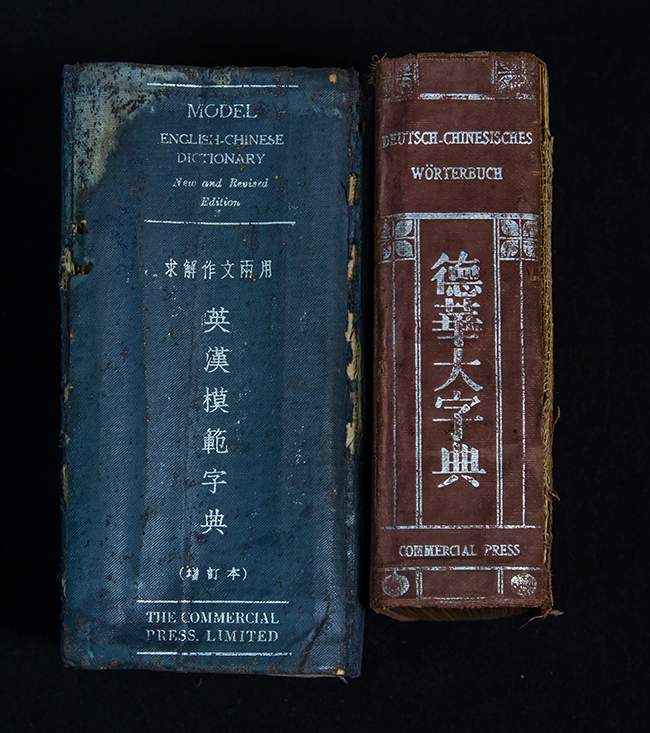 MODEL
ENGLISH-CHINESE
DICTIONARY
New and Revised
Edition
求解作文兩用
英漢模範字典
(增訂本)
THE COMMERCIAL
PRESS, LIMITED
DEUTSCH-CHINESISCHES
WÖRTERBUCH
德華大字典
COMMERCIAL PRESS